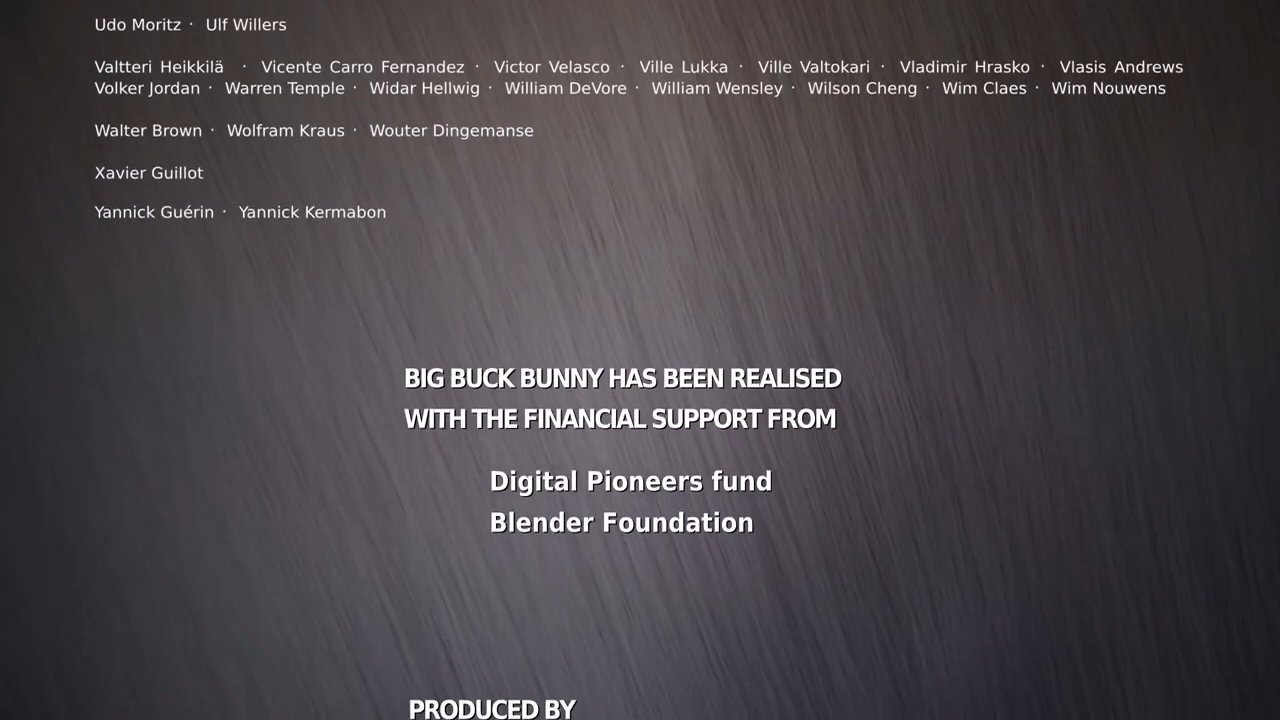 Udo Moritz · Ulf Willers
Valtteri Heikkilä · Vicente Carro Fernandez · Victor Velasco · Ville Lukka · Ville Valtokari · Vladimir Hrasko · Vlasis Andrews
Volker Jordan · Warren Temple · Widar Hellwig · William DeVore · William Wensley · Wilson Cheng · Wim Claes · Wim Nouwens
Walter Brown · Wolfram Kraus · Wouter Dingemanse
Xavier Guillot
Yannick Guérin · Yannick Kermabon
BIG BUCK BUNNY HAS BEEN REALISED
WITH THE FINANCIAL SUPPORT FROM
Digital Pioneers fund
Blender Foundation
PRODUCED BY